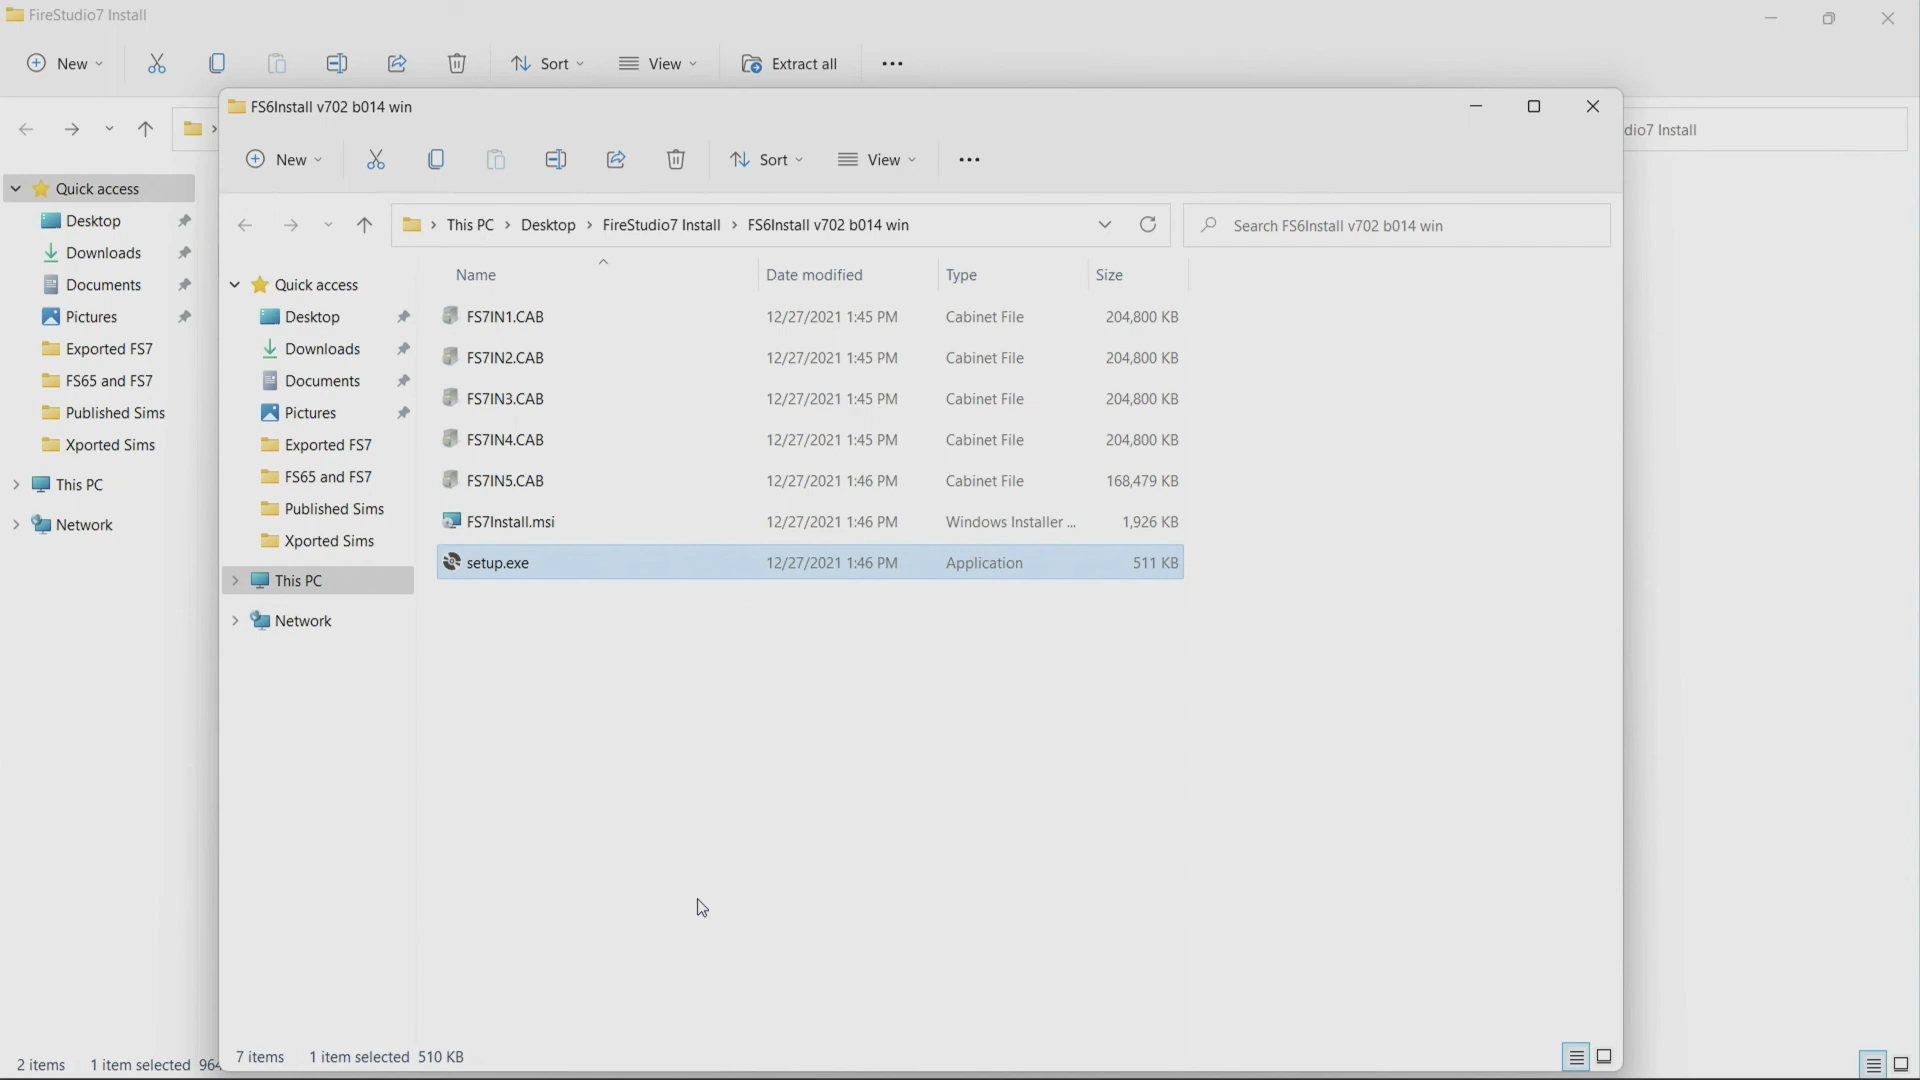 FireStudio7 Install
New
Sort
View
Extract all
FS6Install v702 b014 win
dio7 Install
New
Sort
View
This PC > Desktop > FireStudio7 Install > FS6Install v702 b014 win
Search FS6Install v702 b014 win
Quick access
Desktop
Downloads
Documents
Pictures
Exported FS7
FS65 and FS7
Published Sims
Xported Sims
This PC
Network
Quick access
Desktop
Downloads
Documents
Pictures
Exported FS7
FS65 and FS7
Published Sims
Xported Sims
This PC
Network
Name Date modified Type Size
FS7IN1.CAB 12/27/2021 1:45 PM Cabinet File 204,800 KB
FS7IN2.CAB 12/27/2021 1:45 PM Cabinet File 204,800 KB
FS7IN3.CAB 12/27/2021 1:45 PM Cabinet File 204,800 KB
FS7IN4.CAB 12/27/2021 1:45 PM Cabinet File 204,800 KB
FS7IN5.CAB 12/27/2021 1:46 PM Cabinet File 168,479 KB
FS7Install.msi 12/27/2021 1:46 PM Windows Installer ... 1,926 KB
setup.exe 12/27/2021 1:46 PM Application 511 KB
7 items 1 item selected 510 KB
2 items 1 item selected 964